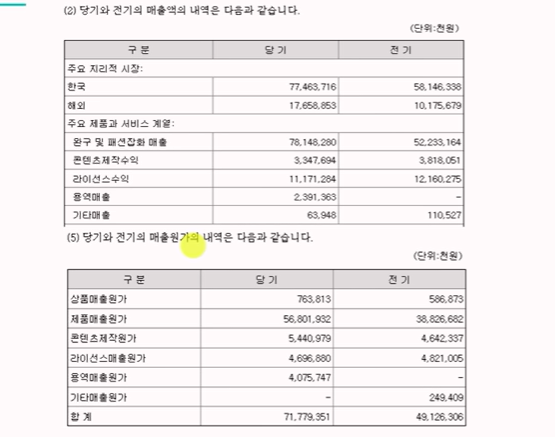 (2) 당기와 전기의 매출액의 내역은 다음과 같습니다.
(단위:천원)
구 분 당 기 전 기
주요 지리적 시장:
한국 77,463,716 58,146,338
해외 17,658,853 10,175,679
주요 제품과 서비스 계열:
완구 및 패션잡화 매출 78,148,280 52,233,164
콘텐츠제작수익 3,347,694 3,818,051
라이선스수익 11,171,284 12,160,275
용역매출 2,391,363 -
기타매출 63,948 110,527
(5) 당기와 전기의 매출원가의 내역은 다음과 같습니다.
(단위:천원)
구 분 당 기 전 기
상품매출원가 763,813 586,873
제품매출원가 56,801,932 38,826,682
콘텐츠제작원가 5,440,979 4,642,337
라이선스매출원가 4,696,880 4,821,005
용역매출원가 4,075,747 -
기타매출원가 - 249,409
합 계 71,779,351 49,126,306